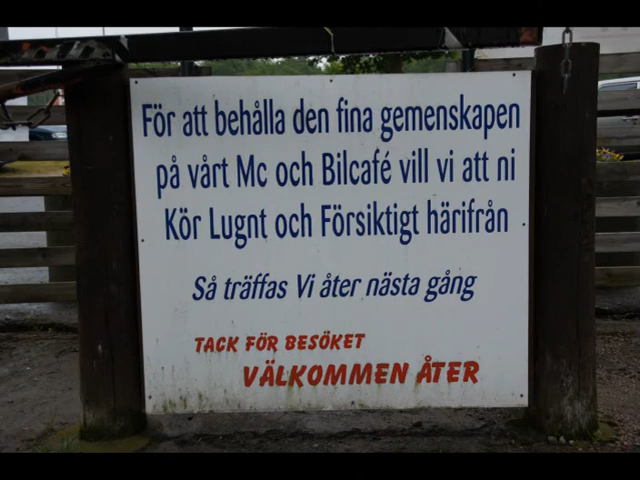 För att behålla den fina gemenskapen
på vårt Mc och Bilcafé vill vi att ni
Kör Lugnt och Försiktigt härifrån
Så träffas Vi åter nästa gång
TACK FÖR BESÖKET
VÄLKOMMEN ÅTER